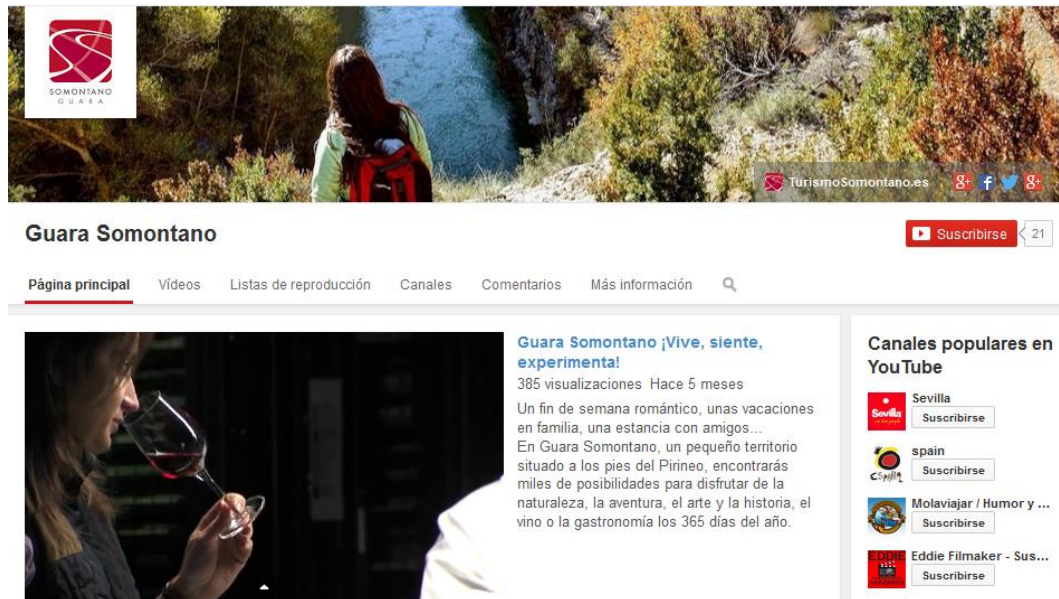 SOMONTANO
GUARA
TurismoSomontano.es
Guara Somontano
Suscribirse 21
Página principal Vídeos Listas de reproducción Canales Comentarios Más información
Guara Somontano ¡Vive, siente,
experimenta!
385 visualizaciones Hace 5 meses
Un fin de semana romántico, unas vacaciones
en familia, una estancia con amigos...
En Guara Somontano, un pequeño territorio
situado a los pies del Pirineo, encontrarás
miles de posibilidades para disfrutar de la
naturaleza, la aventura, el arte y la historia, el
vino o la gastronomía los 365 días del año.
Canales populares en
YouTube
Sevilla
Sevilla
Suscribirse
spain
ESPAÑA
Suscribirse
Molaviajar / Humor y ...
Suscribirse
EDDIE
Eddie Filmaker - Sus...
Suscribirse